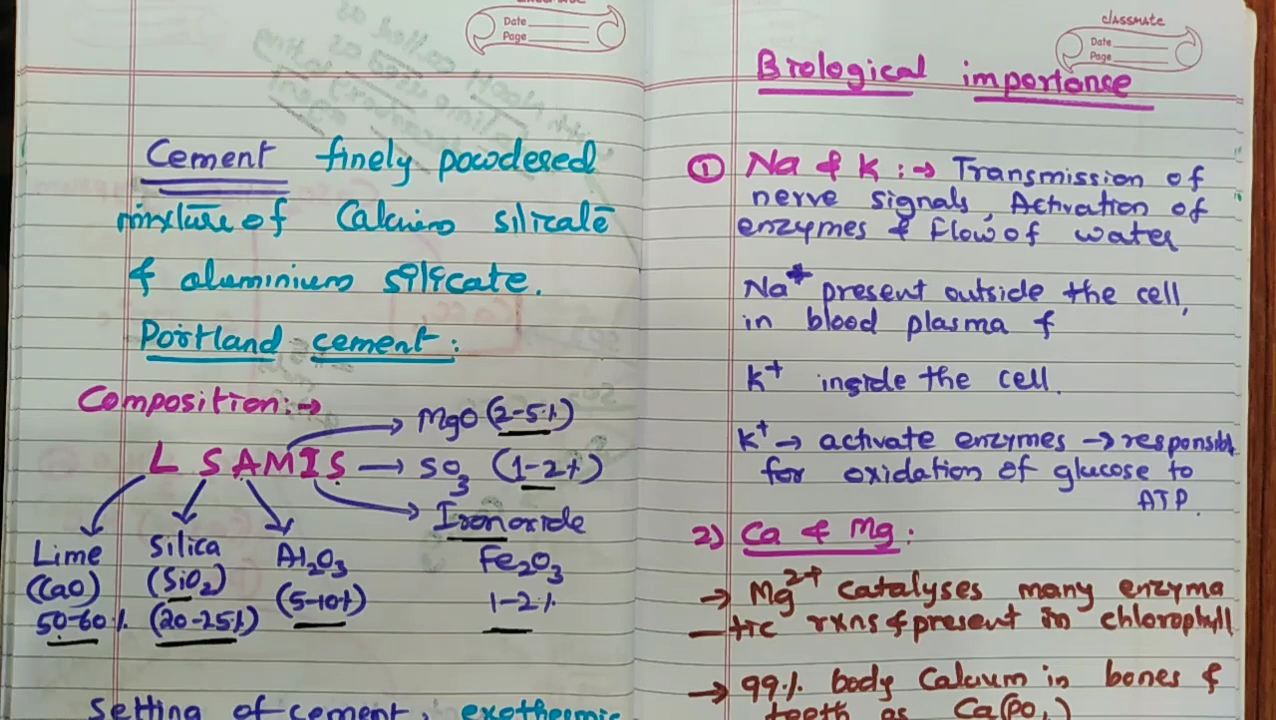 Date
Page
Cement finely powdered
mixture of Calcium silicate
& aluminium silicate.
Portland cement:
Composition:→
MgO (2-5%)
L S A M I S → SO3 (1-2%)
Iron oxide
Fe2O3
1-2%
Lime
(CaO)
50-60%
Silica
(SiO2)
(20-25%)
Al2O3
(5-10%)
Setting of cement, exothermic
classmate
Date
Page
Biological importance
① Na & K :→ Transmission of
nerve signals, Activation of
enzymes & flow of water
Na+ present outside the cell,
in blood plasma &
K+ inside the cell.
K+ → activate enzymes → responsible
for oxidation of glucose to
ATP.
2) Ca & Mg:
→ Mg2+ catalyses many enzyma
–tic rxns & present in chlorophyll
→ 99% body Calcium in bones &
teeth as